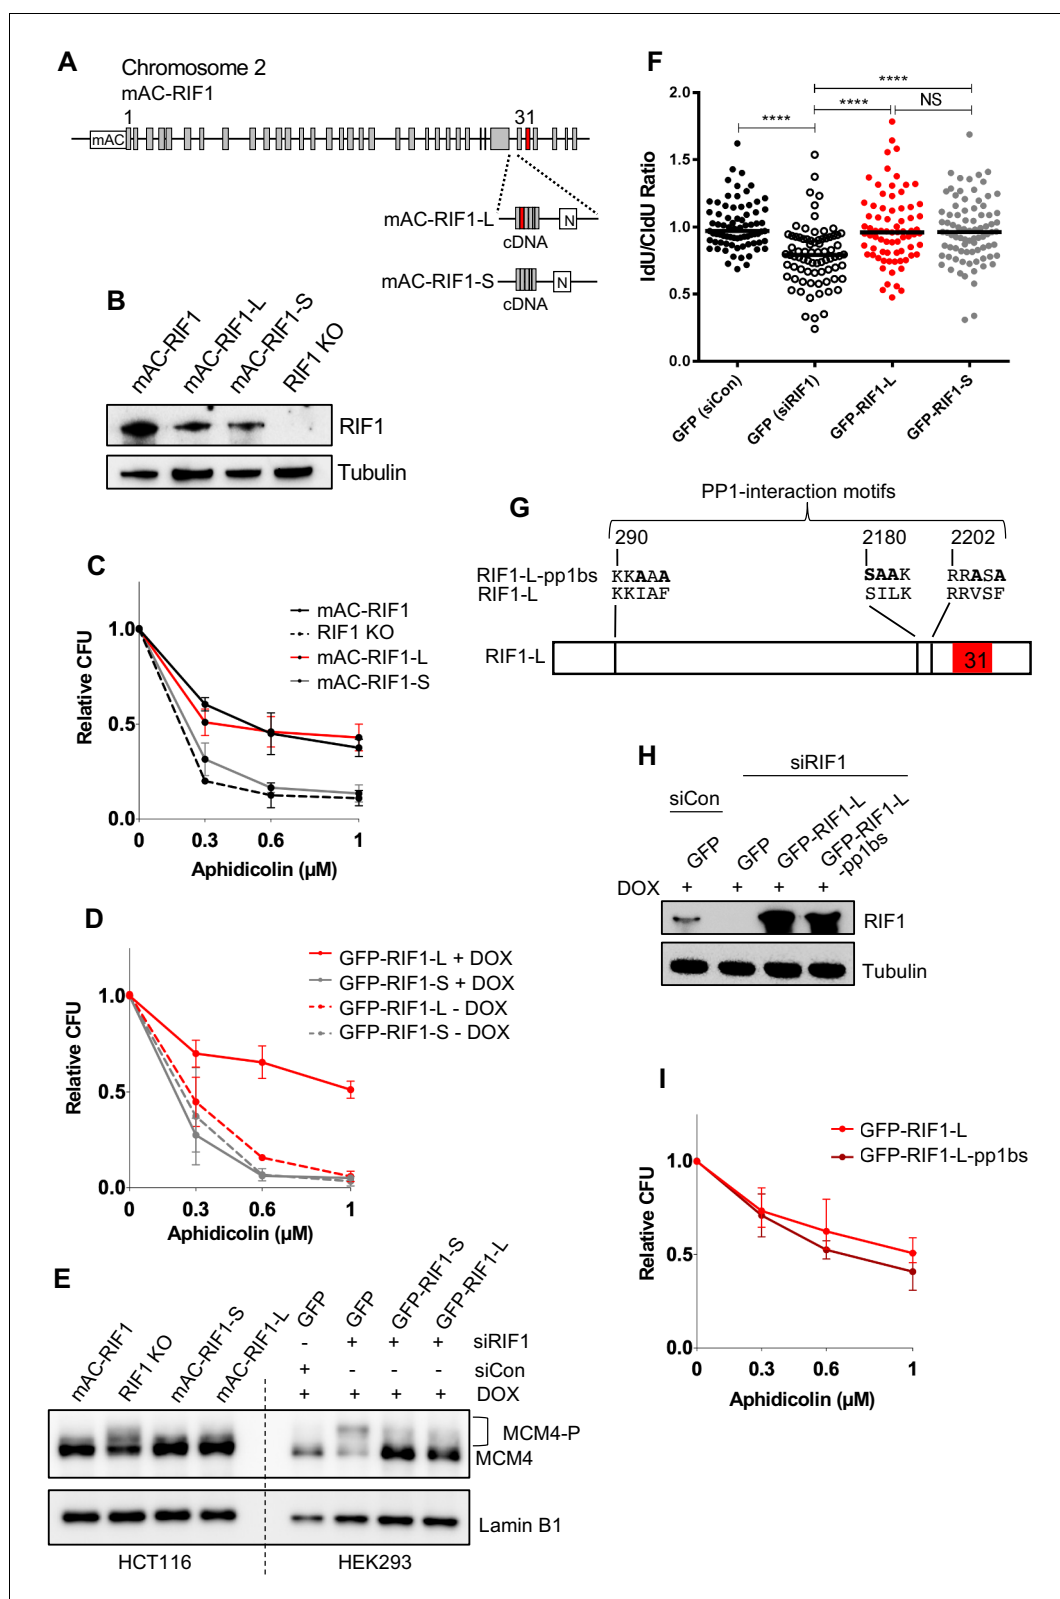 A
Chromosome 2
mAC-RIF1
1
31
mAC
mAC-RIF1-L
N
cDNA
mAC-RIF1-S
N
cDNA
B
mAC-RIF1
mAC-RIF1-L
mAC-RIF1-S
RIF1 KO
RIF1
Tubulin
C
Relative CFU
1.0
0.5
0.0
0
0.3
0.6
1
Aphidicolin (µM)
mAC-RIF1
RIF1 KO
mAC-RIF1-L
mAC-RIF1-S
D
Relative CFU
1.0
0.5
0
0
0.3
0.6
1
Aphidicolin (µM)
GFP-RIF1-L + DOX
GFP-RIF1-S + DOX
GFP-RIF1-L - DOX
GFP-RIF1-S - DOX
E
mAC-RIF1
RIF1 KO
mAC-RIF1-S
mAC-RIF1-L
GFP
GFP
GFP-RIF1-S
GFP-RIF1-L
- + + + siRIF1
+ - - - siCon
+ + + + DOX
MCM4-P
MCM4
Lamin B1
HCT116
HEK293
F
IdU/CldU Ratio
2.0
1.5
1.0
0.5
0.0
****
****
NS
****
GFP (siCon)
GFP (siRIF1)
GFP-RIF1-L
GFP-RIF1-S
G
PP1-interaction motifs
290
2180
2202
RIF1-L-pp1bs KKAAA SAAK RRASA
RIF1-L KKIAF SILK RRVSF
RIF1-L
31
H
siRIF1
siCon
GFP
GFP
GFP-RIF1-L
GFP-RIF1-L
-pp1bs
DOX + + + +
RIF1
Tubulin
I
Relative CFU
1.0
0.5
0.0
0
0.3
0.6
1
Aphidicolin (µM)
GFP-RIF1-L
GFP-RIF1-L-pp1bs